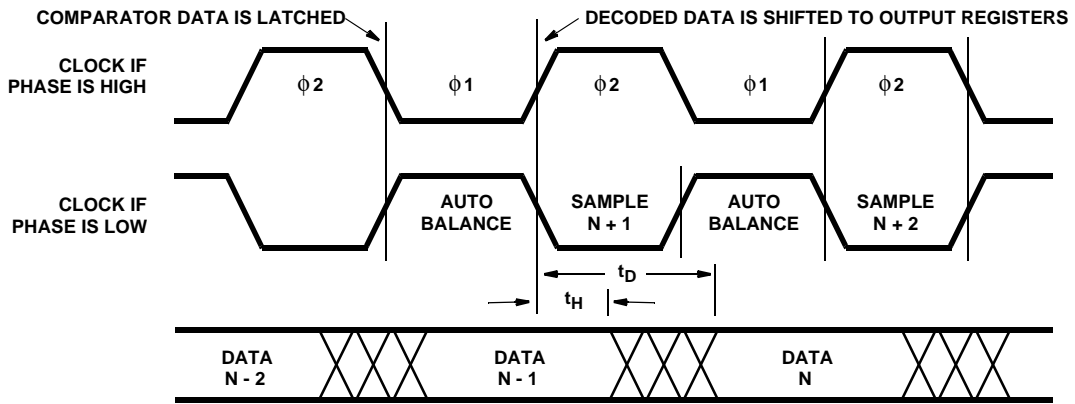 COMPARATOR DATA IS LATCHED
DECODED DATA IS SHIFTED TO OUTPUT REGISTERS
CLOCK IF
PHASE IS HIGH
ϕ2
ϕ1
ϕ2
ϕ1
ϕ2
CLOCK IF
PHASE IS LOW
AUTO
BALANCE
SAMPLE
N + 1
AUTO
BALANCE
SAMPLE
N + 2
tD
tH
DATA
N - 2
DATA
N - 1
DATA
N